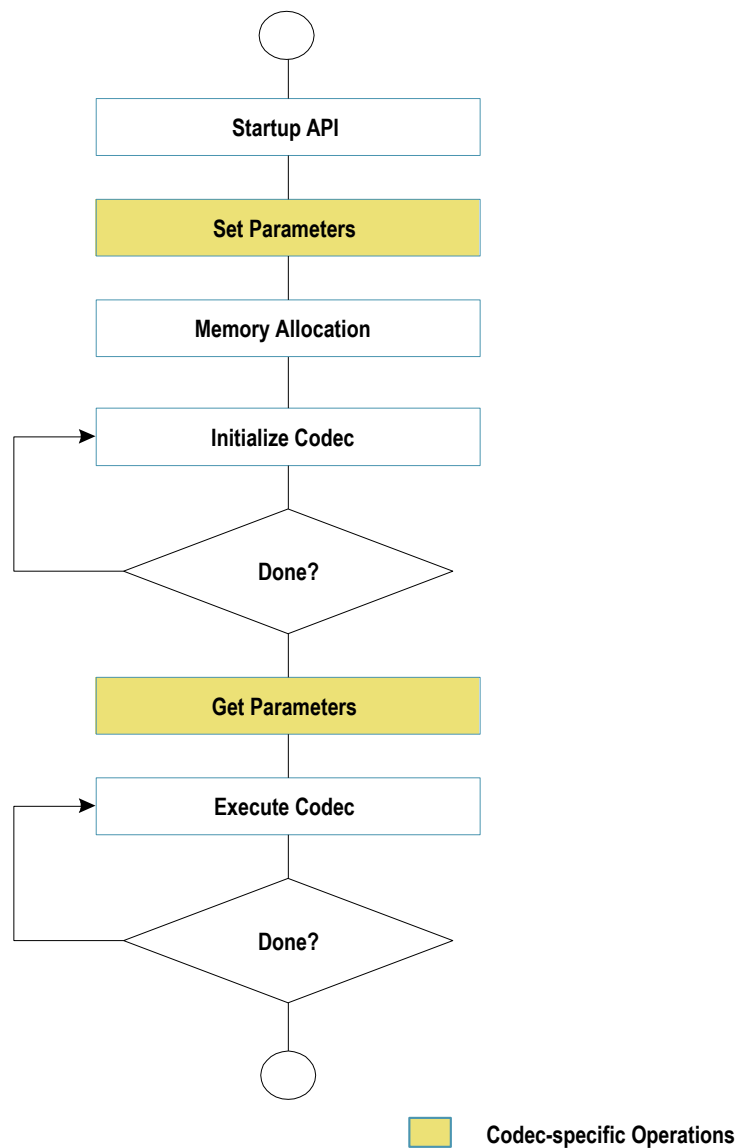 Startup API
Set Parameters
Memory Allocation
Initialize Codec
Done?
Get Parameters
Execute Codec
Done?
Codec-specific Operations